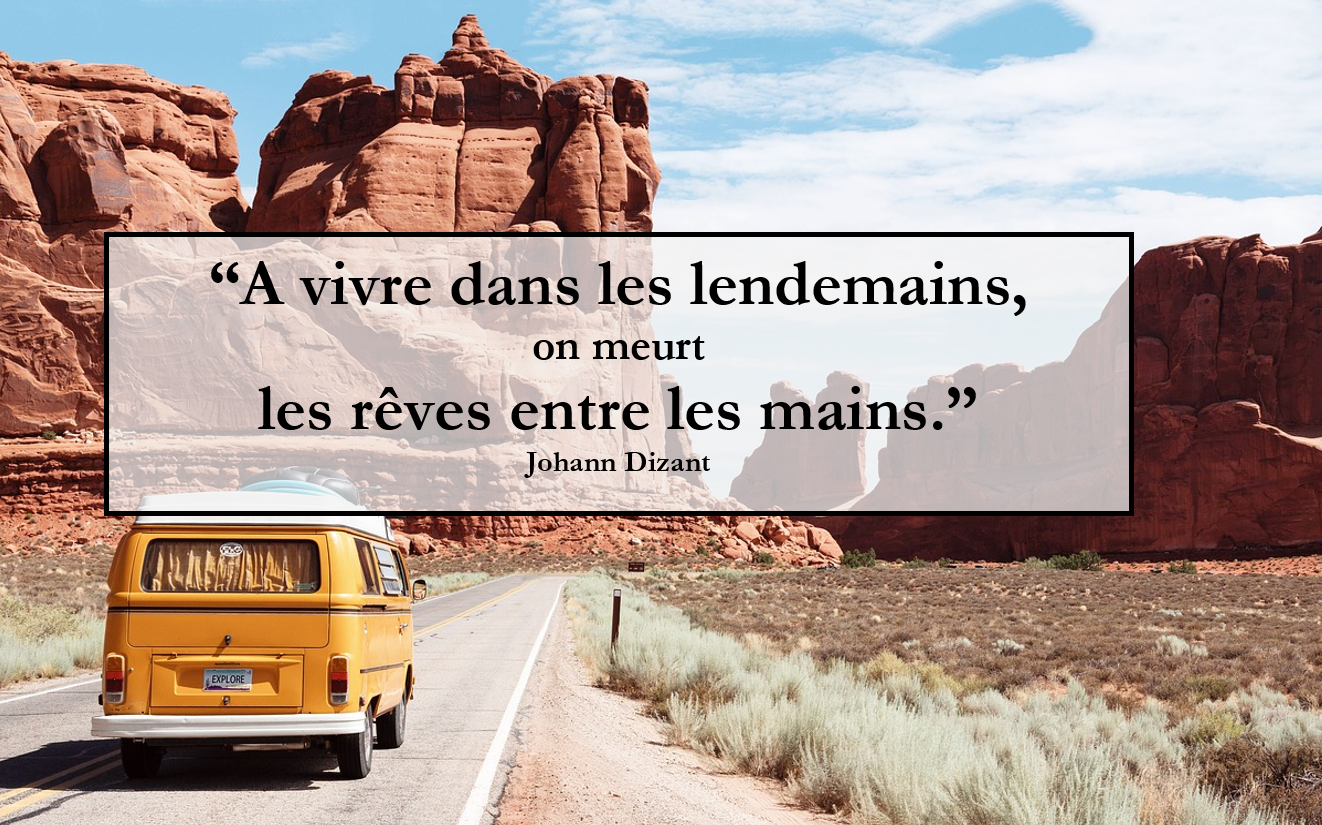 “A vivre dans les lendemains,
on meurt
les rêves entre les mains.”
Johann Dizant
EXPLORE